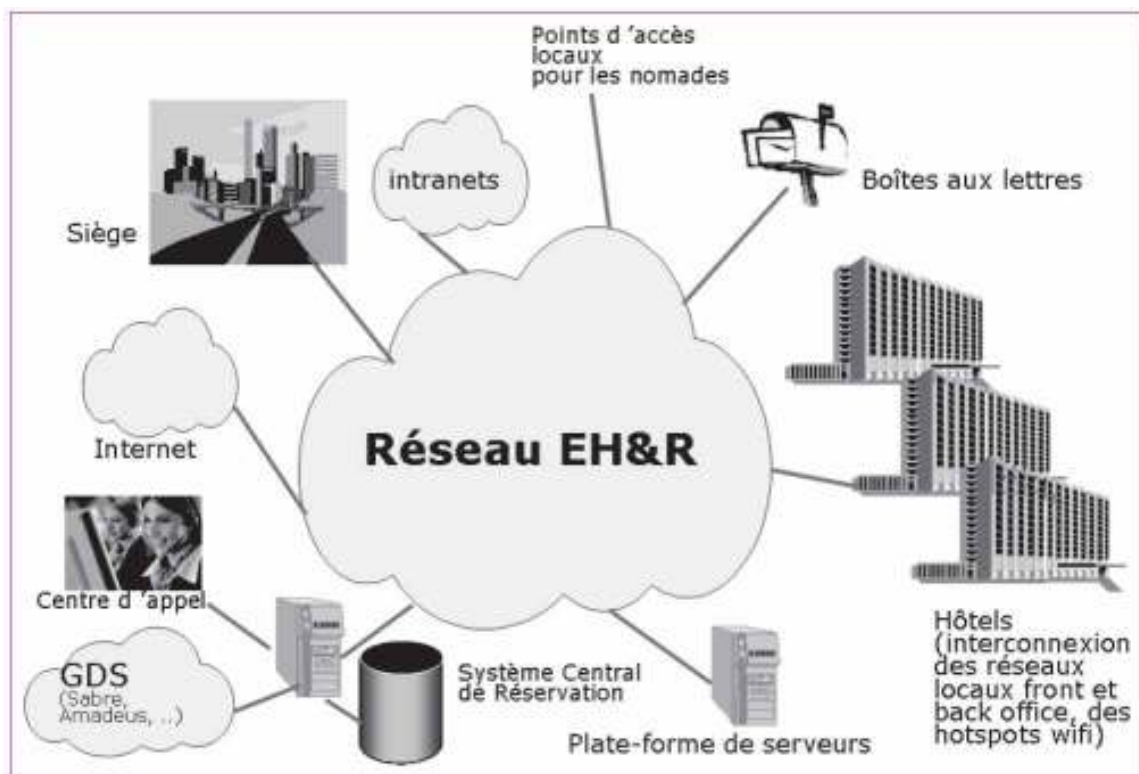 Points d ’accès
locaux
pour les nomades
intranets
Boîtes aux lettres
Siège
Internet
Réseau EH&R
Centre d ’appel
GDS
(Sabre,
Amadeus, ..)
Système Central
de Réservation
Plate-forme de serveurs
Hôtels
(interconnexion
des réseaux
locaux front et
back office, des
hotspots wifi)